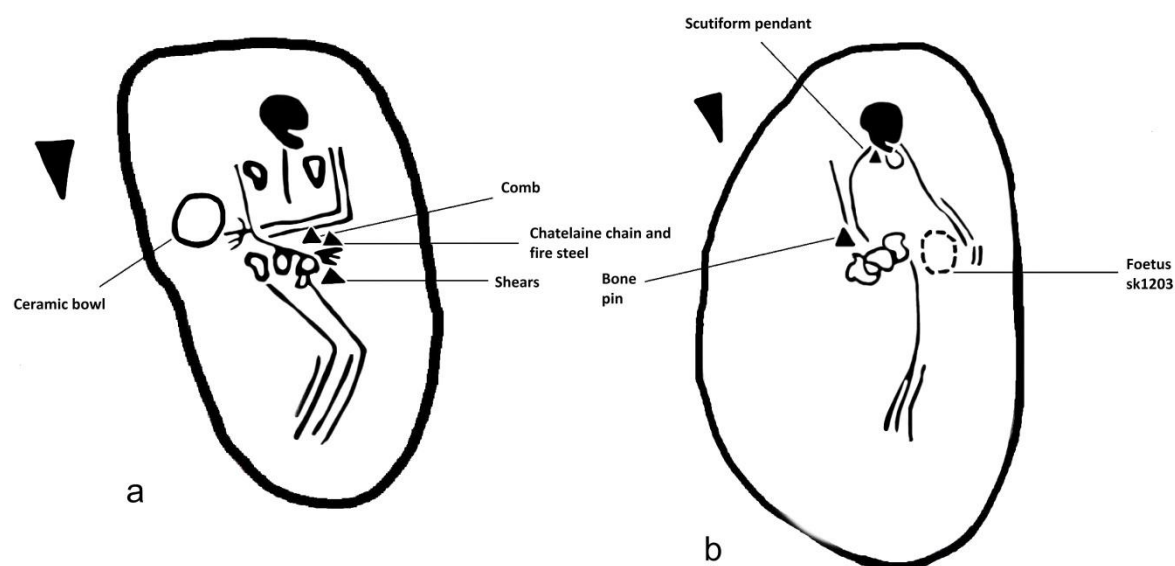 Comb
Chatelaine chain and
fire steel
Shears
Ceramic bowl
a
Scutiform pendant
Bone
pin
Foetus
sk1203
b